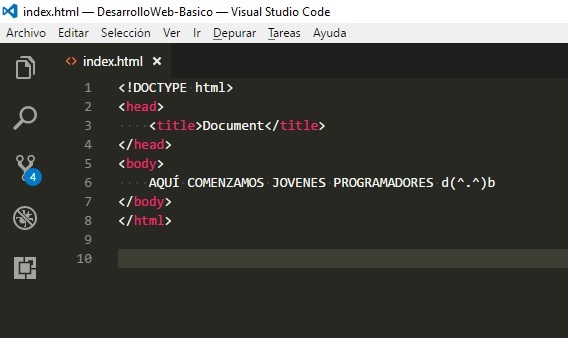 index.html — DesarrolloWeb-Basico — Visual Studio Code
Archivo Editar Selección Ver Ir Depurar Tareas Ayuda
index.html
1 <!DOCTYPE html>
2 <head>
3 <title>Document</title>
4 </head>
5 <body>
6 AQUÍ COMENZAMOS JOVENES PROGRAMADORES d(^.^)b
7 </body>
8 </html>
9
10
4